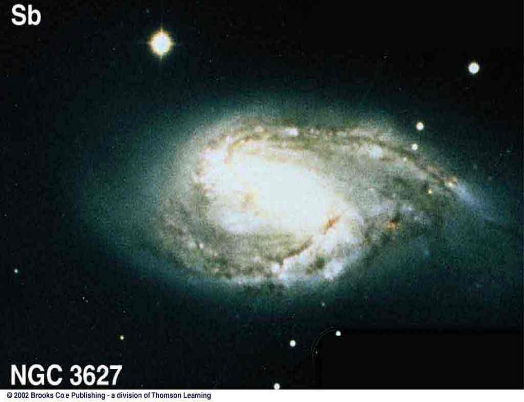 Sb
NGC 3627
© 2002 Brooks Cole Publishing - a division of Thomson Learning